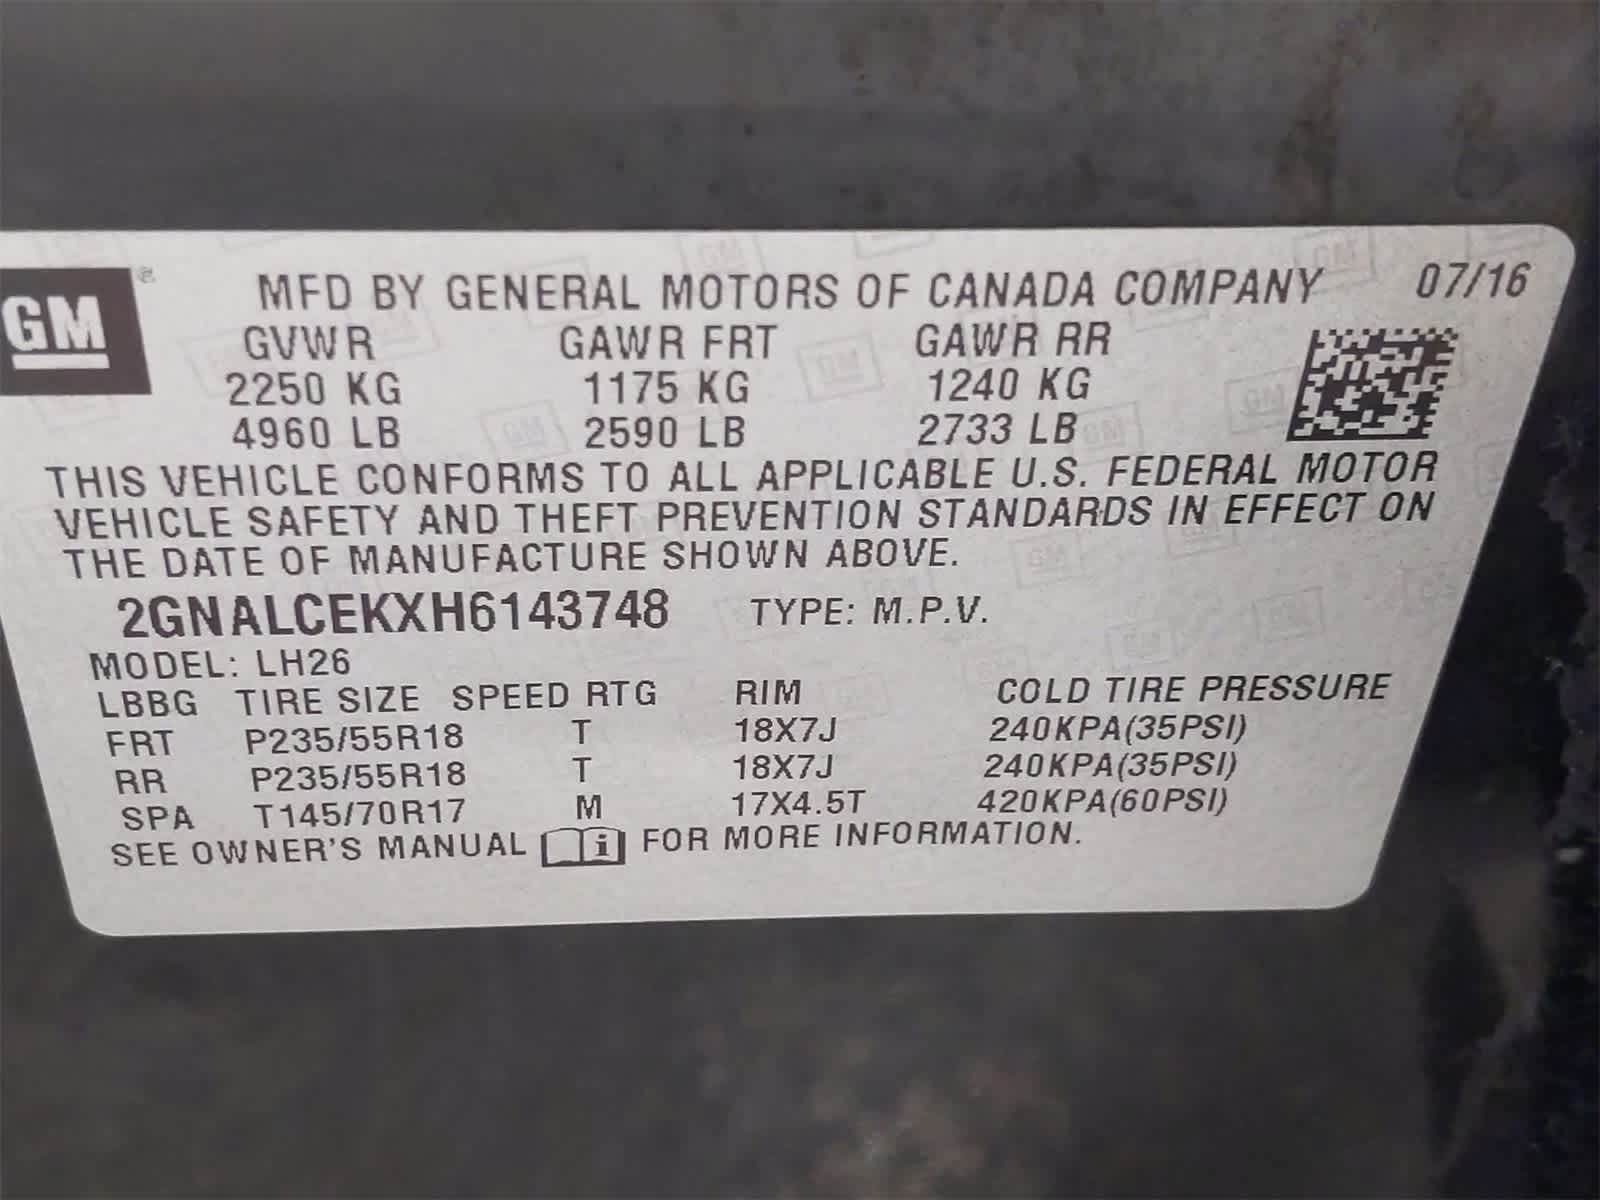 GM
MFD BY GENERAL MOTORS OF CANADA COMPANY 07/16
GVWR GAWR FRT GAWR RR
2250 KG 1175 KG 1240 KG
4960 LB 2590 LB 2733 LB
THIS VEHICLE CONFORMS TO ALL APPLICABLE U.S. FEDERAL MOTOR
VEHICLE SAFETY AND THEFT PREVENTION STANDARDS IN EFFECT ON
THE DATE OF MANUFACTURE SHOWN ABOVE.
2GNALCEKXH6143748 TYPE: M.P.V.
MODEL: LH26
LBBG TIRE SIZE SPEED RTG RIM COLD TIRE PRESSURE
FRT P235/55R18 T 18X7J 240KPA(35PSI)
RR P235/55R18 T 18X7J 240KPA(35PSI)
SPA T145/70R17 M 17X4.5T 420KPA(60PSI)
SEE OWNER'S MANUAL i FOR MORE INFORMATION.